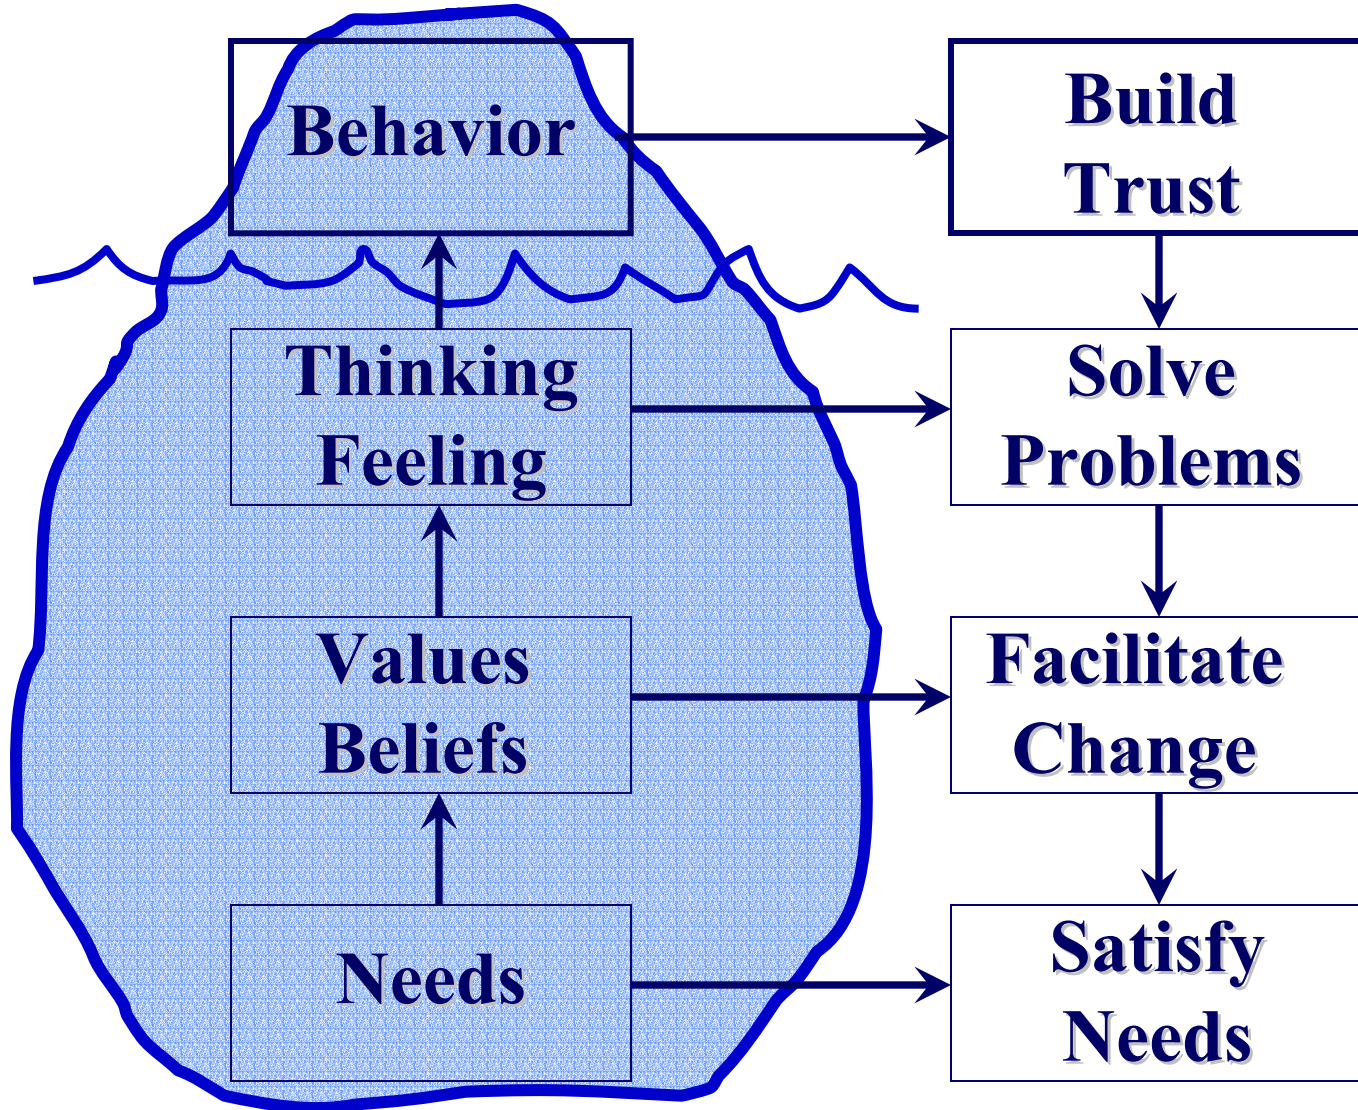 Behavior
Build
Trust
Thinking
Feeling
Solve
Problems
Values
Beliefs
Facilitate
Change
Needs
Satisfy
Needs